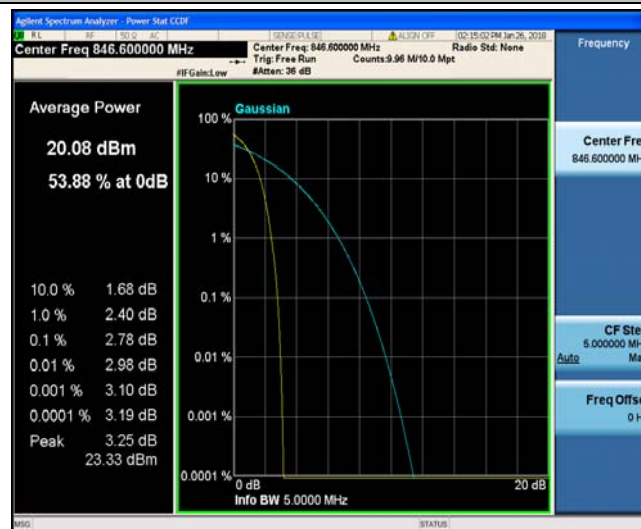 Agilent Spectrum Analyzer - Power Stat CCDF
RL RF 50 Ω AC SENSE:PULSE ALIGN OFF 02:15:02 PM Jan 26, 2018
Center Freq 846.600000 MHz
Center Freq: 846.600000 MHz Radio Std: None
Trig: Free Run Counts:9.96 M/10.0 Mpt
#IFGain:Low #Atten: 36 dB
Frequency
Average Power
20.08 dBm
53.88 % at 0dB
10.0 % 1.68 dB
1.0 % 2.40 dB
0.1 % 2.78 dB
0.01 % 2.98 dB
0.001 % 3.10 dB
0.0001 % 3.19 dB
Peak 3.25 dB
23.33 dBm
Gaussian
100 %
10 %
1 %
0.1 %
0.01 %
0.001 %
0.0001 %
0 dB 20 dB
Info BW 5.0000 MHz
Center Fre
846.600000 MH
CF Ste
5.000000 MH
Auto Ma
Freq Offse
0 H
MSG STATUS